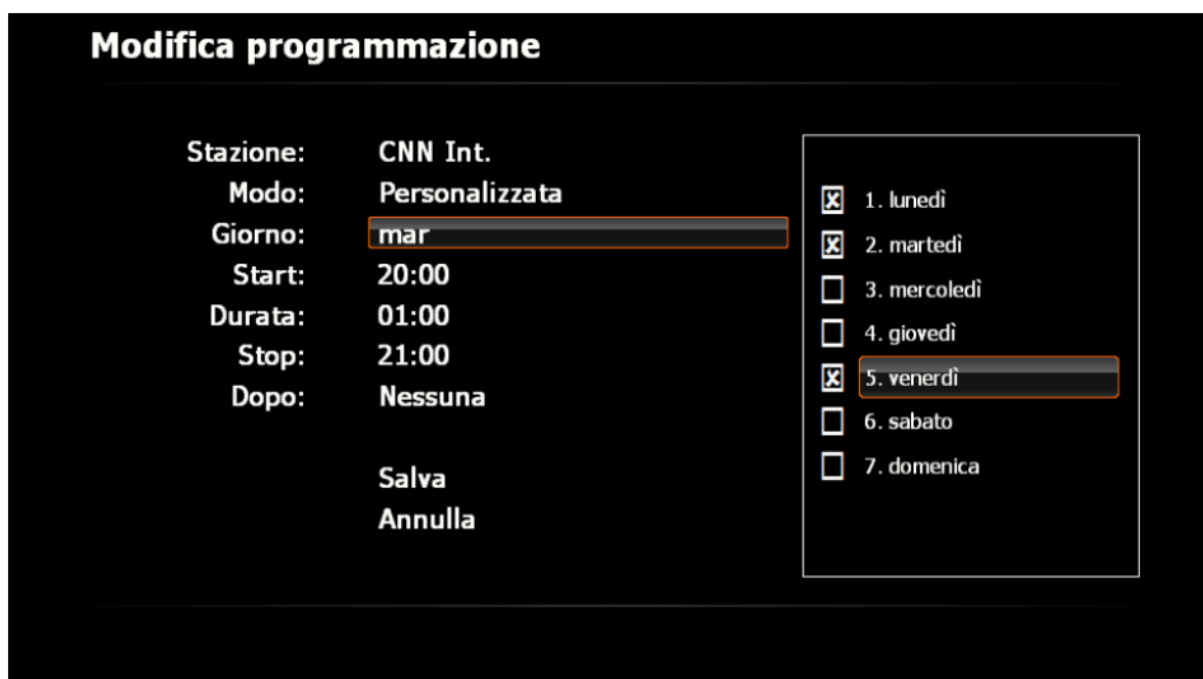 Modifica programmazione
Stazione: CNN Int.
Modo: Personalizzata
Giorno: mar
Start: 20:00
Durata: 01:00
Stop: 21:00
Dopo: Nessuna
Salva
Annulla
1. lunedì
2. martedì
3. mercoledì
4. giovedì
5. venerdì
6. sabato
7. domenica